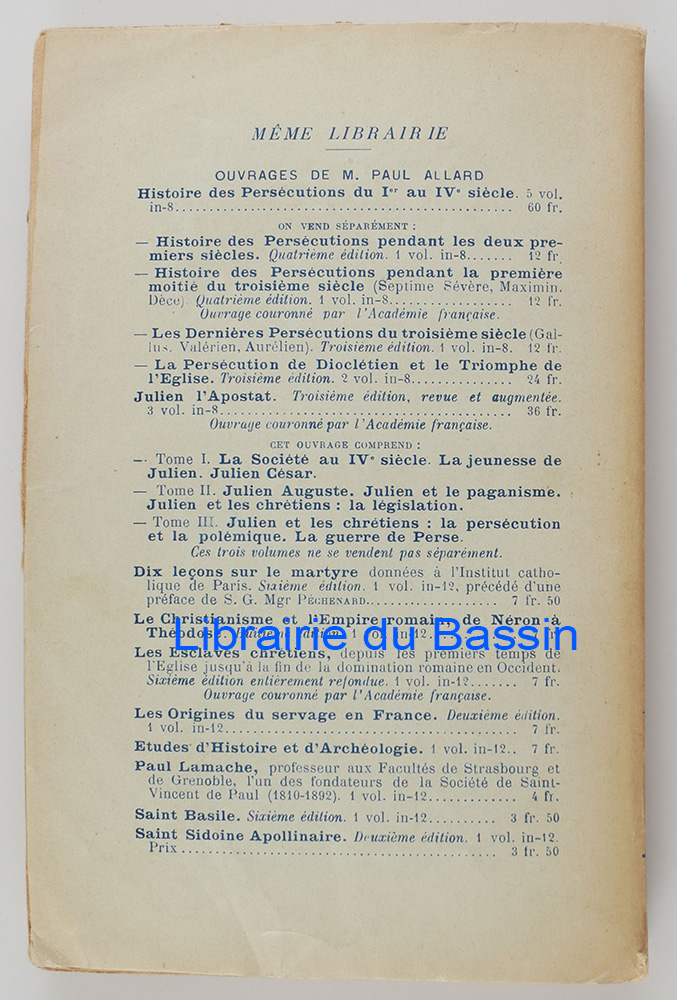 MÊME LIBRAIRIE
OUVRAGES DE M. PAUL ALLARD
Histoire des Persécutions du Iᵉʳ au IVᵉ siècle. 5 vol.
in-8................................................ 60 fr.
ON VEND SÉPARÉMENT :
— Histoire des Persécutions pendant les deux pre-
miers siècles. Quatrième édition. 1 vol. in-8....... 12 fr.
— Histoire des Persécutions pendant la première
moitié du troisième siècle (Septime Sévère, Maximin.
Dèce) Quatrième édition. 1 vol. in-8................. 12 fr.
Ouvrage couronné par l'Académie française.
— Les Dernières Persécutions du troisième siècle (Gal-
lus. Valérien, Aurélien). Troisième édition. 1 vol. in-8. 12 fr.
— La Persécution de Dioclétien et le Triomphe de
l'Eglise. Troisième édition. 2 vol. in-8.............. 24 fr.
Julien l'Apostat. Troisième édition, revue et augmentée.
3 vol. in-8.......................................... 36 fr.
Ouvrage couronné par l'Académie française.
CET OUVRAGE COMPREND :
— Tome I. La Société au IVᵉ siècle. La jeunesse de
Julien. Julien César.
— Tome II. Julien Auguste. Julien et le paganisme.
Julien et les chrétiens : la législation.
— Tome III. Julien et les chrétiens : la persécution
et la polémique. La guerre de Perse.
Ces trois volumes ne se vendent pas séparément.
Dix leçons sur le martyre données à l'Institut catho-
lique de Paris. Sixième édition. 1 vol. in-12, précédé d'une
préface de S. G. Mgr PÉCHENARD.................. 7 fr. 50
Le Christianisme et l'Empire romain de Néron à
Théodose édition. 1 vol in-12. fr.
Librairie du Bassin
Les Esclaves chrétiens, depuis les premiers temps de
l'Eglise jusqu'à la fin de la domination romaine en Occident.
Sixième édition entièrement refondue. 1 vol. in-12....... 7 fr.
Ouvrage couronné par l'Académie française.
Les Origines du servage en France. Deuxième édition.
1 vol. in-12............................................ 7 fr.
Etudes d'Histoire et d'Archéologie. 1 vol. in-12.. 7 fr.
Paul Lamache, professeur aux Facultés de Strasbourg et
de Grenoble, l'un des fondateurs de la Société de Saint-
Vincent de Paul (1810-1892). 1 vol. in-12............. 4 fr.
Saint Basile. Sixième édition. 1 vol. in-12.......... 3 fr. 50
Saint Sidoine Apollinaire. Deuxième édition. 1 vol. in-12.
Prix............................................. 3 fr. 50